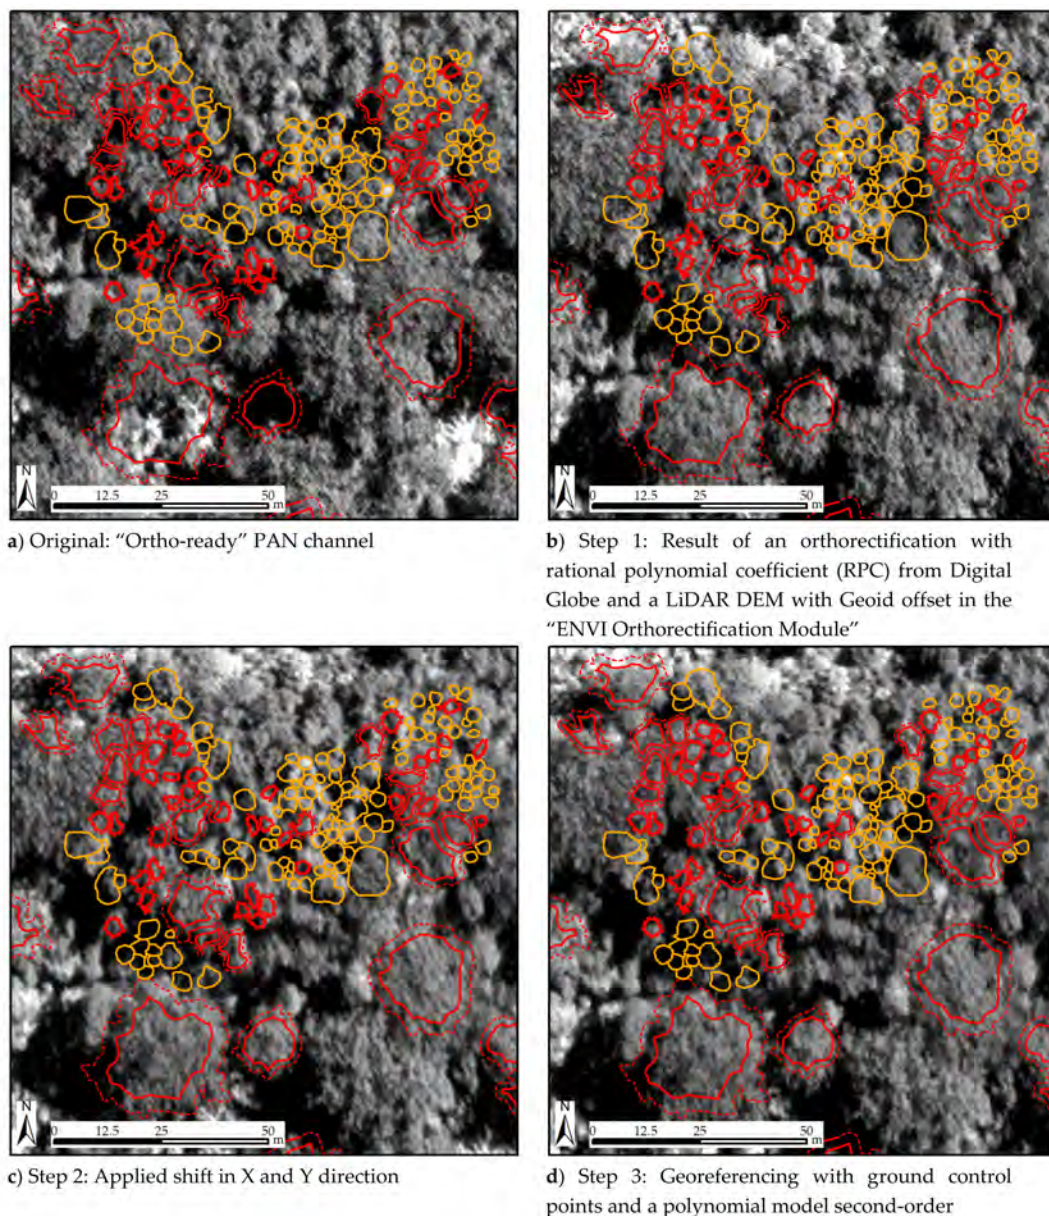 N
0 12.5 25 50
m
a) Original: “Ortho-ready” PAN channel
N
0 12.5 25 50
m
b) Step 1: Result of an orthorectification with
rational polynomial coefficient (RPC) from Digital
Globe and a LiDAR DEM with Geoid offset in the
“ENVI Orthorectification Module”
N
0 12.5 25 50
m
c) Step 2: Applied shift in X and Y direction
N
0 12.5 25 50
m
d) Step 3: Georeferencing with ground control
points and a polynomial model second-order